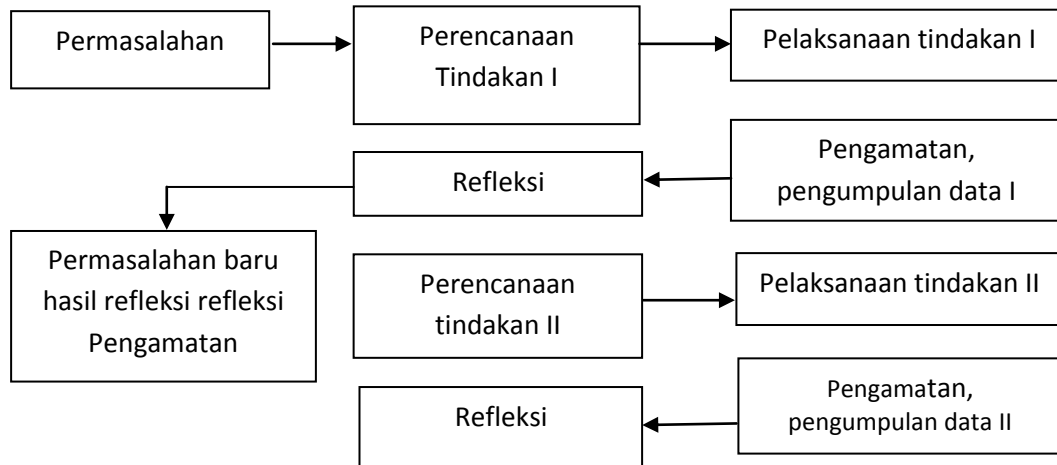 Permasalahan
Perencanaan
Tindakan I
Pelaksanaan tindakan I
Pengamatan,
pengumpulan data I
Refleksi
Permasalahan baru
hasil refleksi refleksi
Pengamatan
Perencanaan
tindakan II
Pelaksanaan tindakan II
Pengamatan,
pengumpulan data II
Refleksi